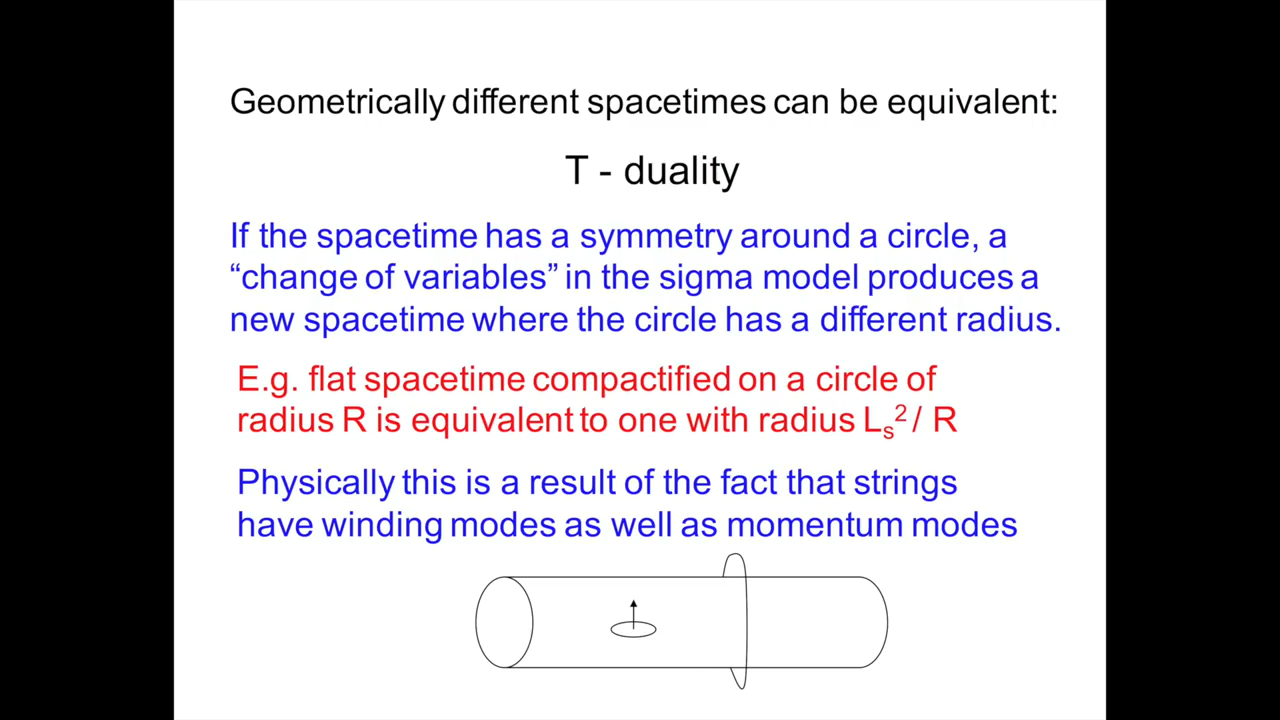 Geometrically different spacetimes can be equivalent:
T - duality
If the spacetime has a symmetry around a circle, a
“change of variables” in the sigma model produces a
new spacetime where the circle has a different radius.
E.g. flat spacetime compactified on a circle of
radius R is equivalent to one with radius Lₛ² / R
Physically this is a result of the fact that strings
have winding modes as well as momentum modes